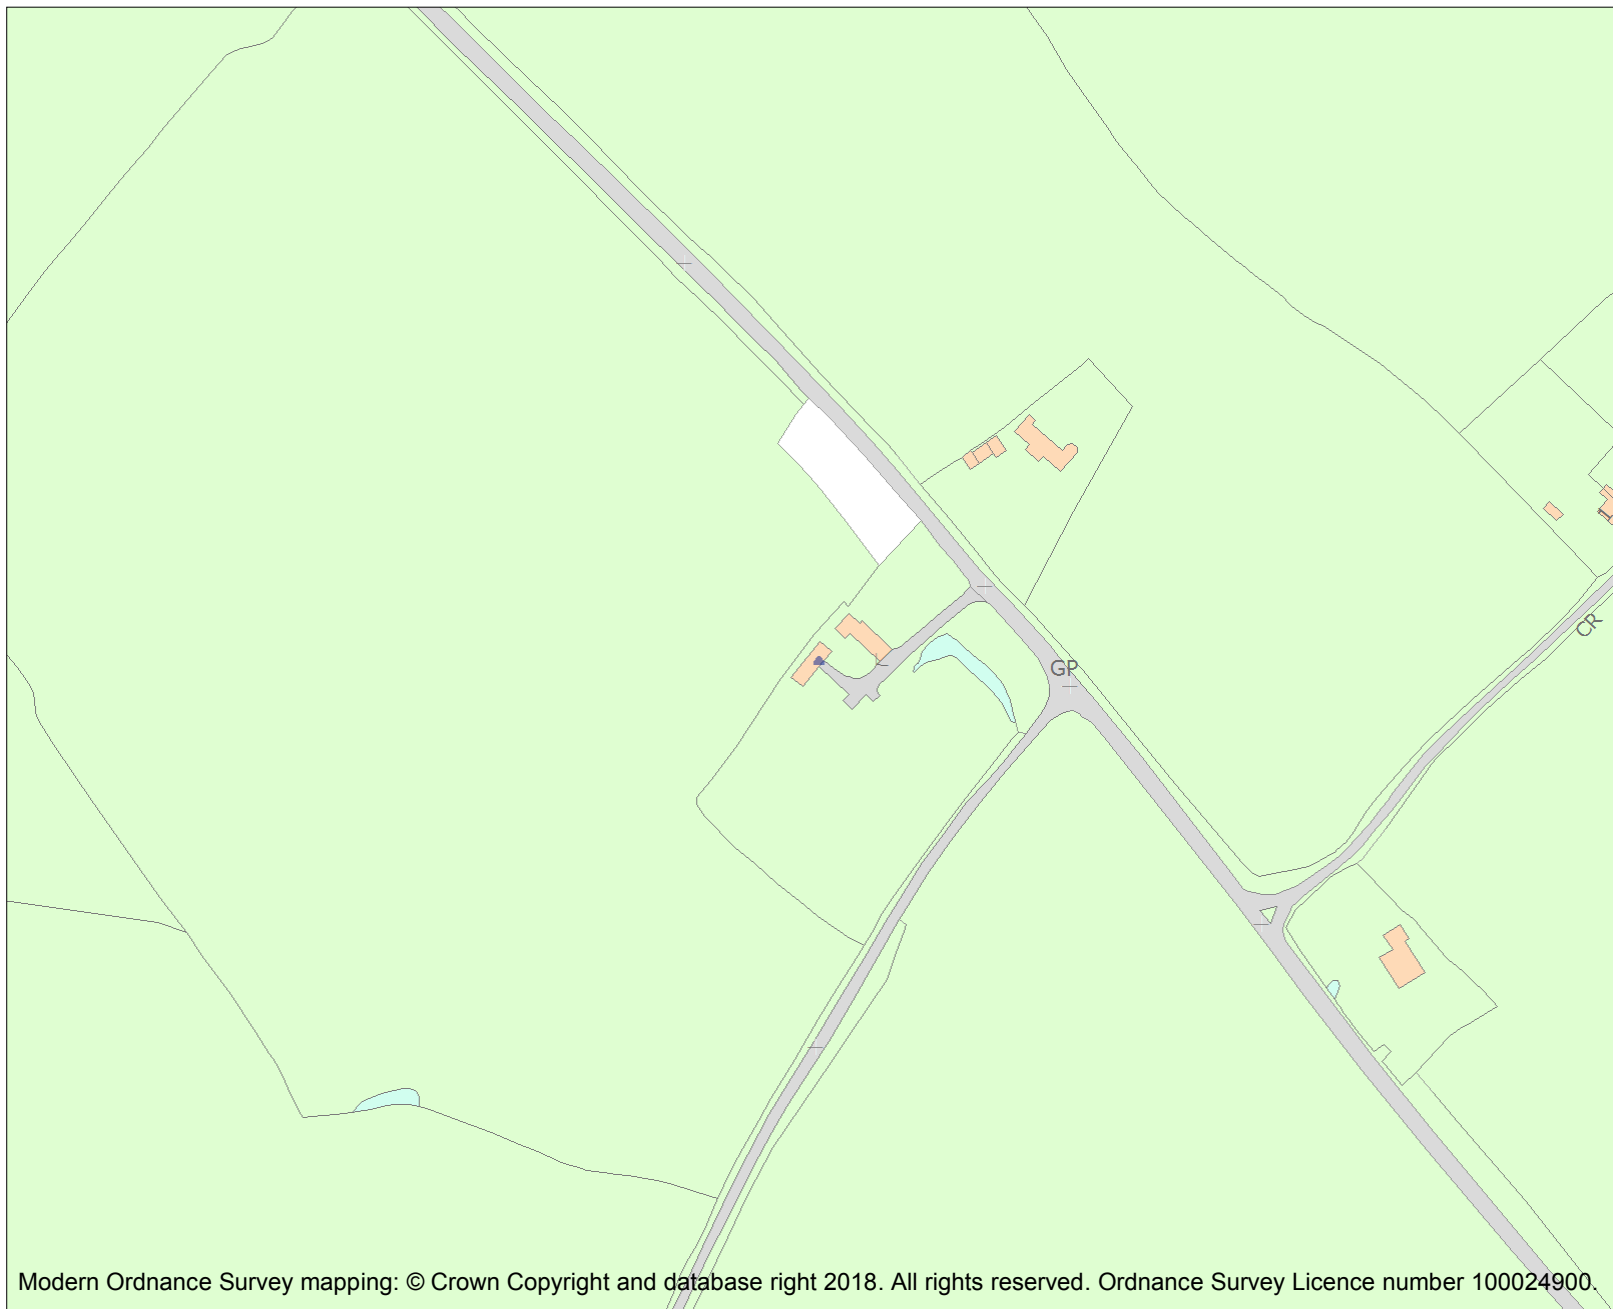 CR
GP
Modern Ordnance Survey mapping: © Crown Copyright and database right 2018. All rights reserved. Ordnance Survey Licence number 100024900.